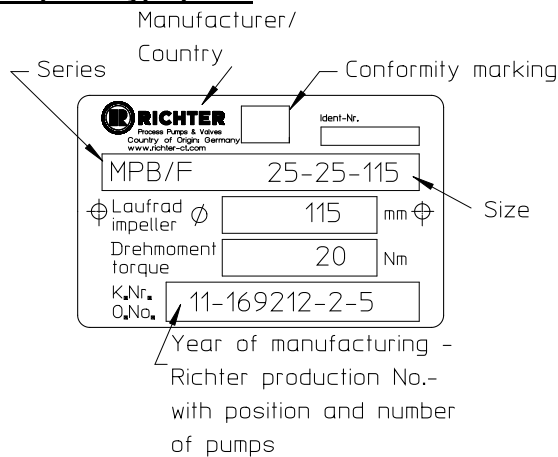 Manufacturer/
Country
Series
Conformity marking
RICHTER
Process Pumps & Valves
Country of Origin: Germany
www.richter-ct.com
Ident-Nr.
MPB/F 25-25-115
Size
Laufrad Ø 115 mm
impeller
Drehmoment 20 Nm
torque
K.Nr. 11-169212-2-5
O.No.
Year of manufacturing -
Richter production No.-
with position and number
of pumps